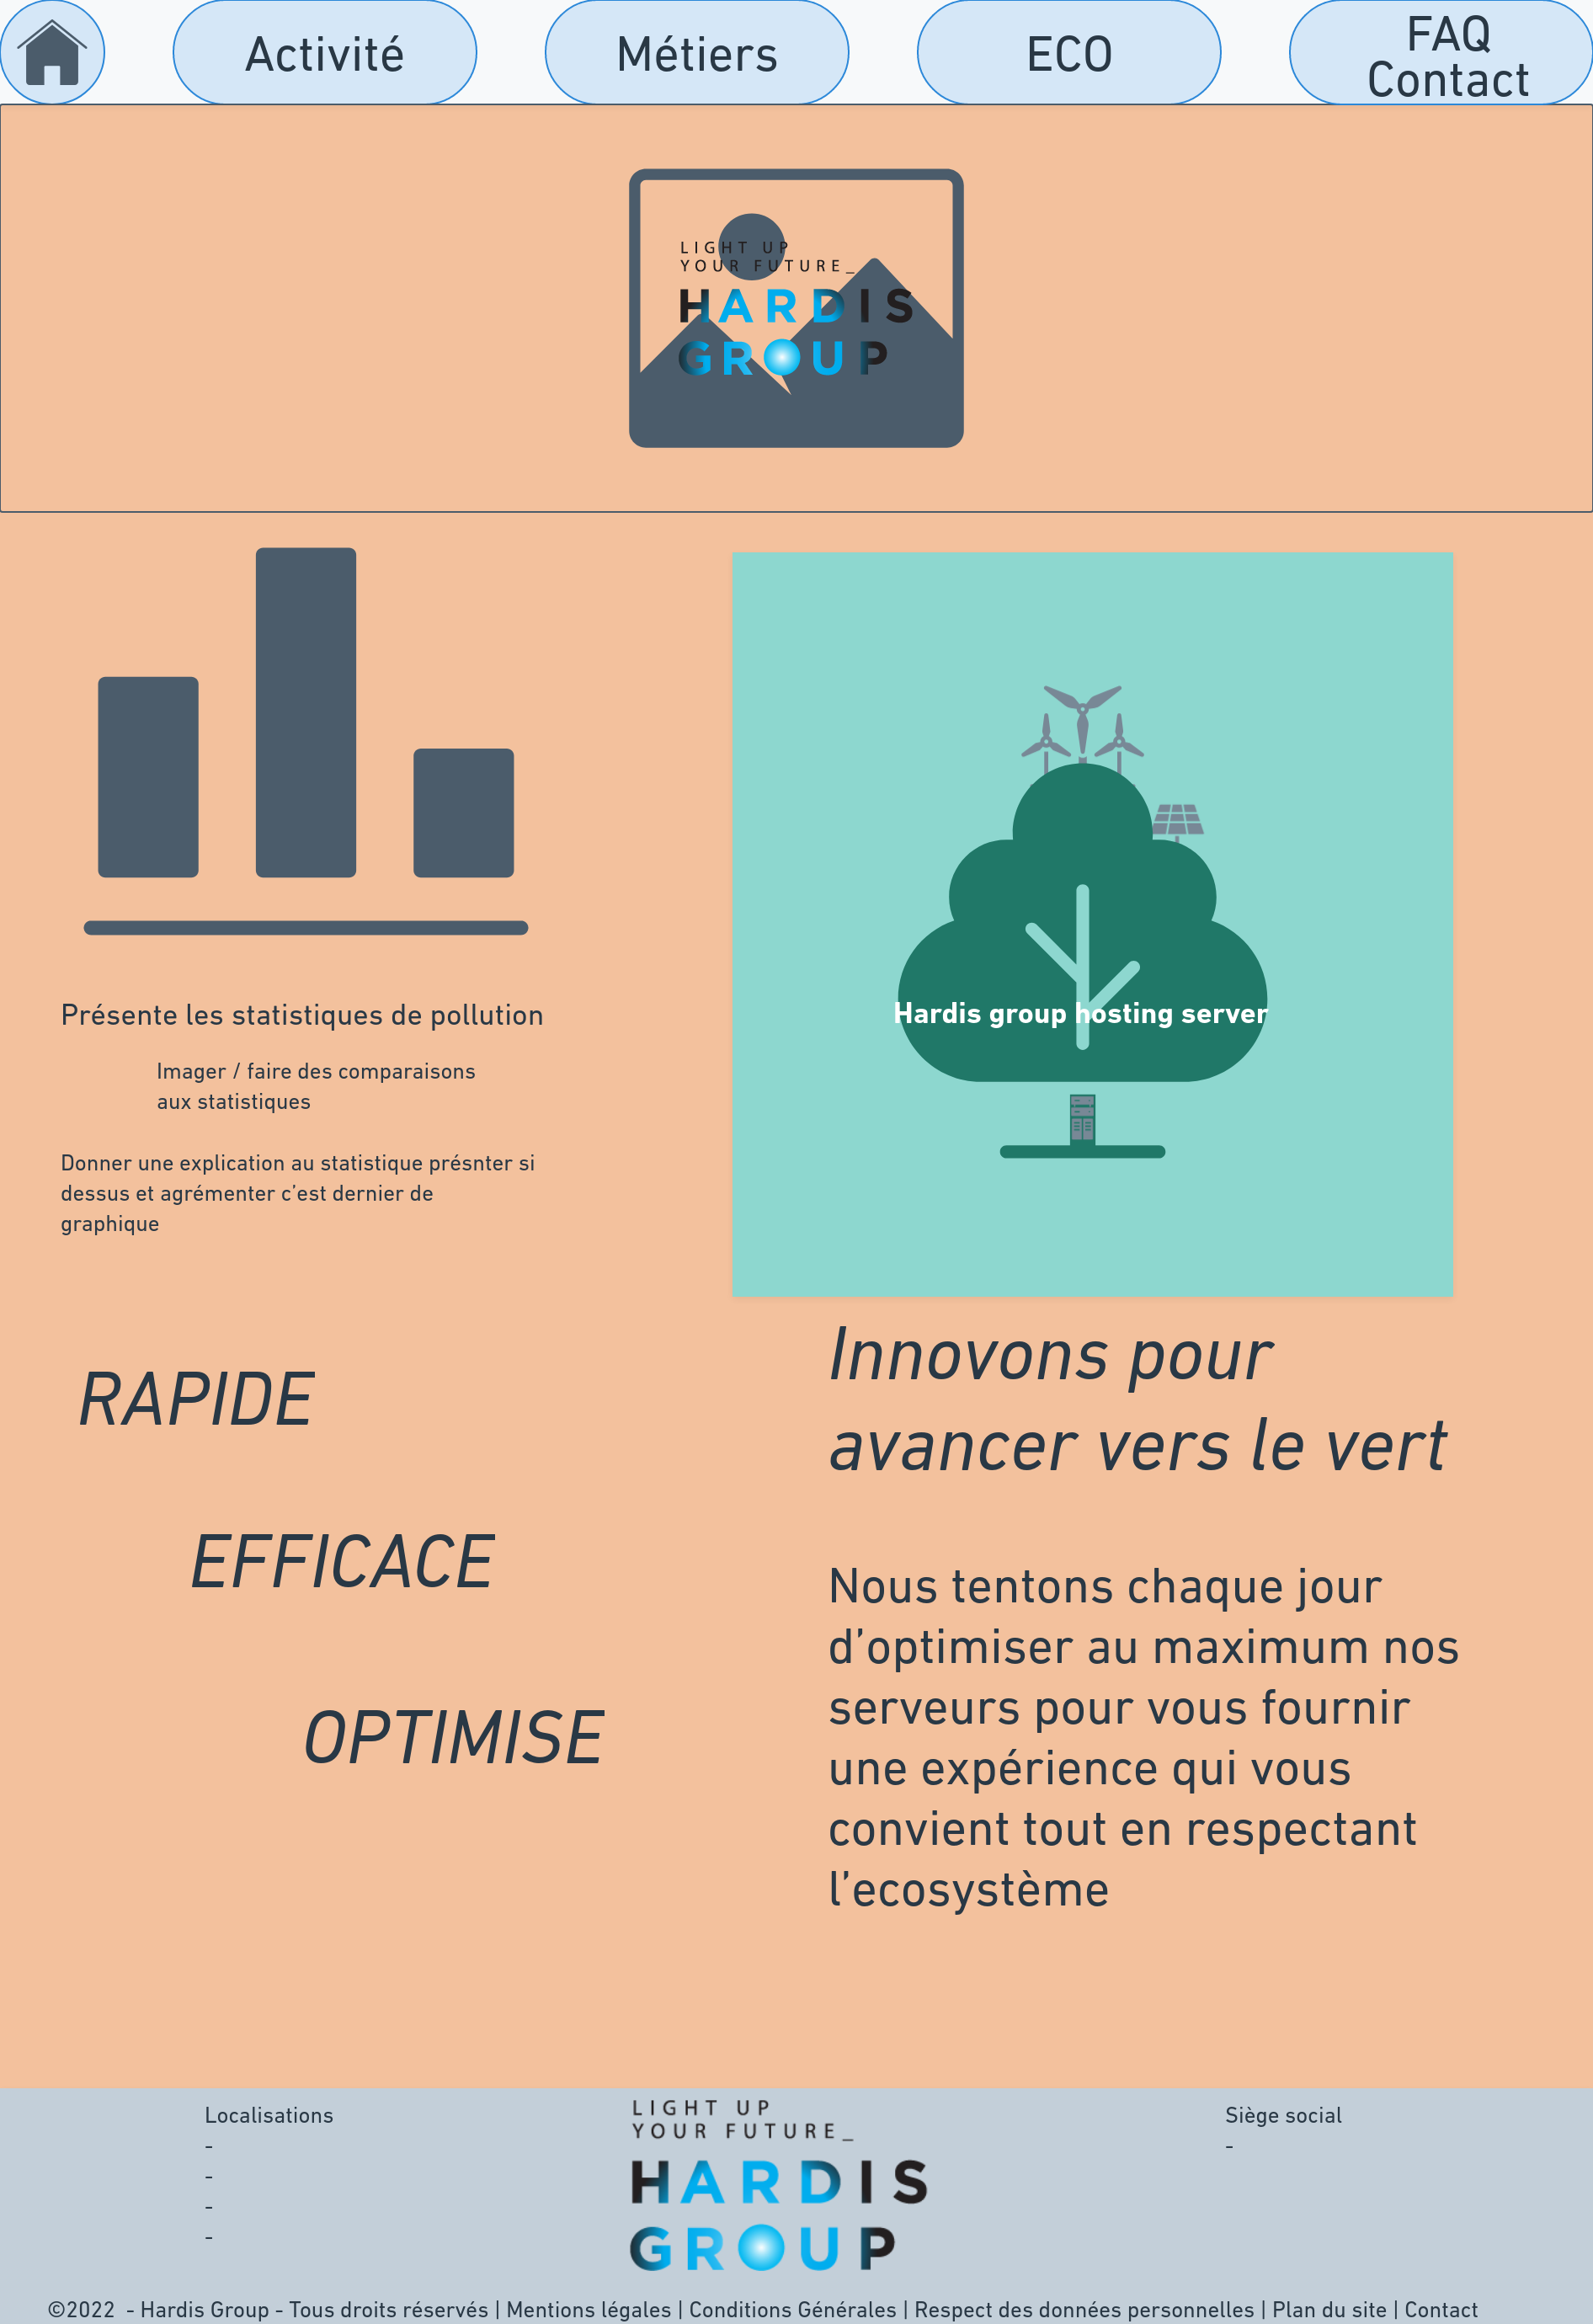 Activité
Métiers
ECO
FAQ
Contact
LIGHT UP
YOUR FUTURE_
HARDIS
GROUP
Présente les statistiques de pollution
Imager / faire des comparaisons
aux statistiques
Donner une explication au statistique présnter si
dessus et agrémenter c’est dernier de
graphique
Hardis group hosting server
RAPIDE
EFFICACE
OPTIMISE
Innovons pour
avancer vers le vert
Nous tentons chaque jour
d’optimiser au maximum nos
serveurs pour vous fournir
une expérience qui vous
convient tout en respectant
l’ecosystème
Localisations
-
-
-
-
LIGHT UP
YOUR FUTURE_
HARDIS
GROUP
Siège social
-
©2022  - Hardis Group - Tous droits réservés | Mentions légales | Conditions Générales | Respect des données personnelles | Plan du site | Contact